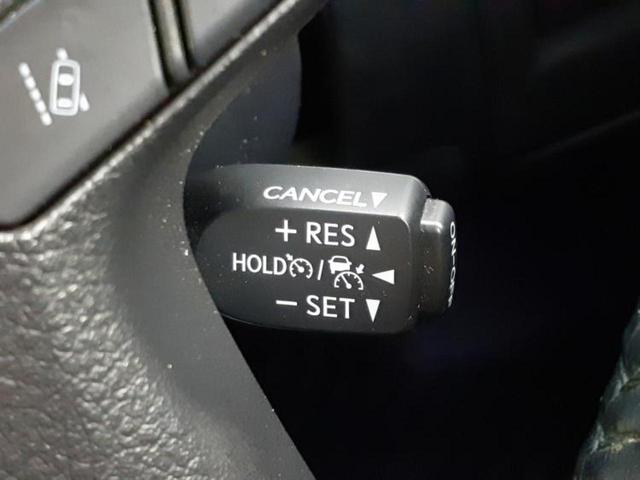 CANCEL▼
+ RES ▲
HOLD / ◄
− SET ▼
ON-OFF